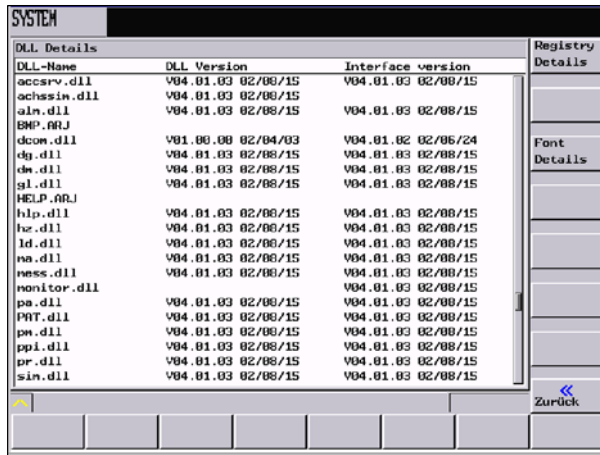 SYSTEM
DLL Details
DLL-Name DLL Version Interface version
accsrv.dll V04.01.03 02/08/15 V04.01.03 02/08/15
achssim.dll V04.01.03 02/08/15
alm.dll V04.01.03 02/08/15 V04.01.03 02/08/15
BMP.ARJ
dcom.dll V01.00.00 02/04/03 V04.01.02 02/06/24
dg.dll V04.01.03 02/08/15 V04.01.03 02/08/15
dm.dll V04.01.03 02/08/15 V04.01.03 02/08/15
gl.dll V04.01.03 02/08/15 V04.01.03 02/08/15
HELP.ARJ
hlp.dll V04.01.03 02/08/15 V04.01.03 02/08/15
hz.dll V04.01.03 02/08/15 V04.01.03 02/08/15
ld.dll V04.01.03 02/08/15 V04.01.03 02/08/15
ma.dll V04.01.03 02/08/15 V04.01.03 02/08/15
mess.dll V04.01.03 02/08/15 V04.01.03 02/08/15
monitor.dll V04.01.03 02/08/15
pa.dll V04.01.03 02/08/15 V04.01.03 02/08/15
PAT.dll V04.01.03 02/08/15 V04.01.03 02/08/15
pm.dll V04.01.03 02/08/15 V04.01.03 02/08/15
ppi.dll V04.01.03 02/08/15 V04.01.03 02/08/15
pr.dll V04.01.03 02/08/15 V04.01.03 02/08/15
sim.dll V04.01.03 02/08/15 V04.01.03 02/08/15
Registry
Details
Font
Details
Zurück